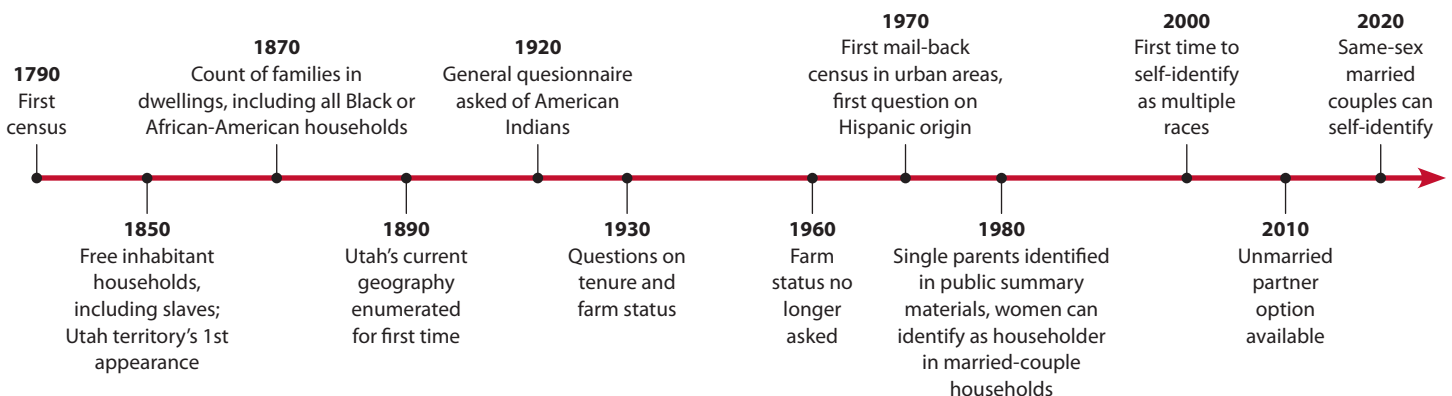 1790
First
census
1850
Free inhabitant
households,
including slaves;
Utah territory's 1st
appearance
1870
Count of families in
dwellings, including all Black or
African-American households
1890
Utah's current
geography
enumerated
for first time
1920
General quesionnaire
asked of American
Indians
1930
Questions on
tenure and
farm status
1960
Farm
status no
longer
asked
1970
First mail-back
census in urban areas,
first question on
Hispanic origin
1980
Single parents identified
in public summary
materials, women can
identify as householder
in married-couple
households
2000
First time to
self-identify
as multiple
races
2010
Unmarried
partner
option
available
2020
Same-sex
married
couples can
self-identify